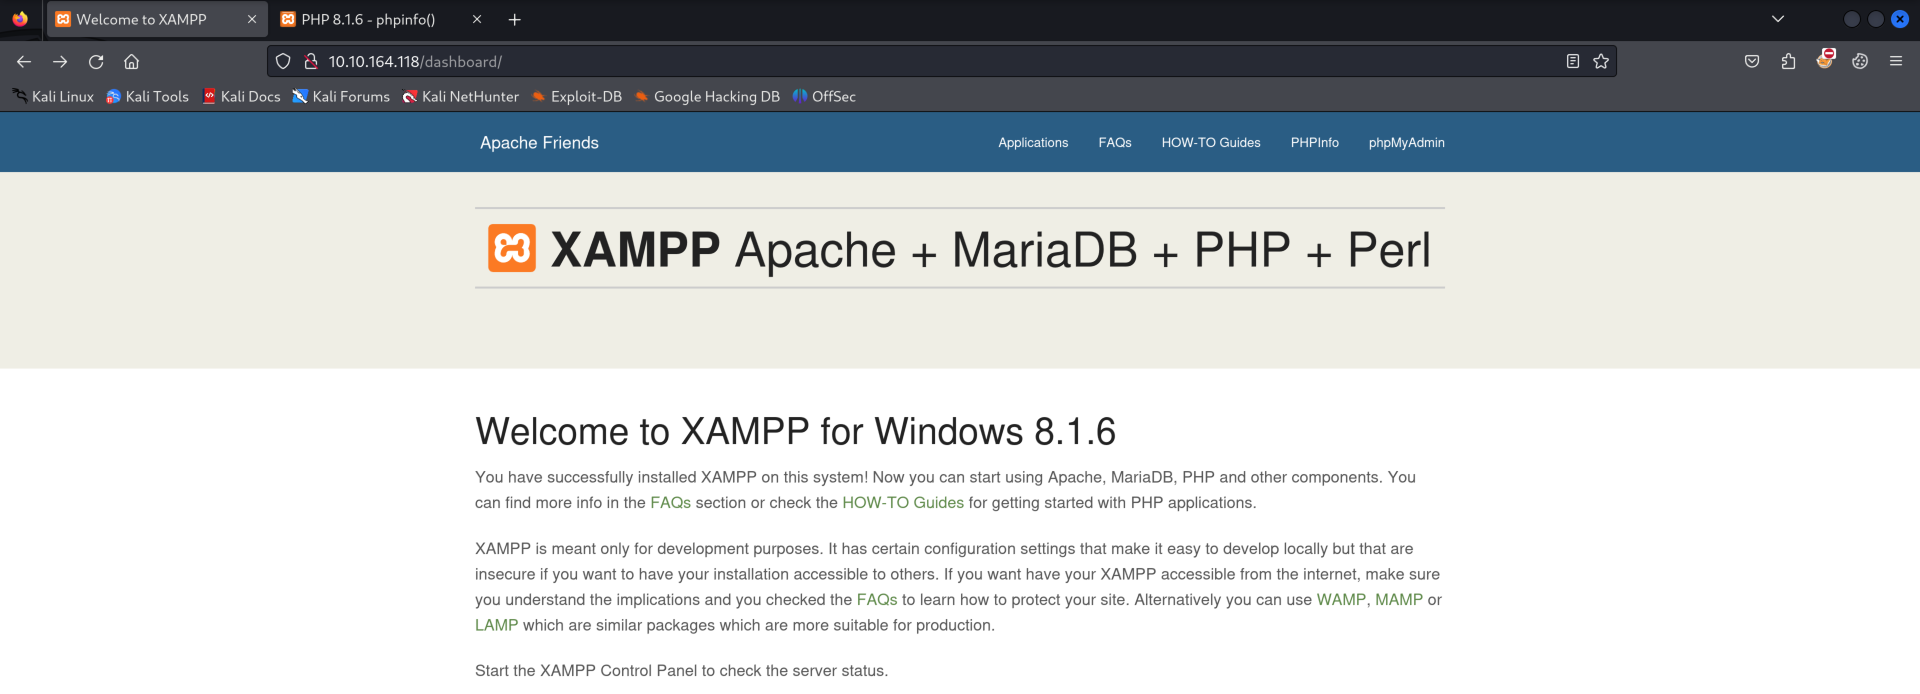 Welcome to XAMPP
PHP 8.1.6 - phpinfo()
10.10.164.118/dashboard/
Kali Linux Kali Tools Kali Docs Kali Forums Kali NetHunter Exploit-DB Google Hacking DB OffSec
Apache Friends
Applications FAQs HOW-TO Guides PHPInfo phpMyAdmin
XAMPP Apache + MariaDB + PHP + Perl
Welcome to XAMPP for Windows 8.1.6
You have successfully installed XAMPP on this system! Now you can start using Apache, MariaDB, PHP and other components. You
can find more info in the FAQs section or check the HOW-TO Guides for getting started with PHP applications.
XAMPP is meant only for development purposes. It has certain configuration settings that make it easy to develop locally but that are
insecure if you want to have your installation accessible to others. If you want have your XAMPP accessible from the internet, make sure
you understand the implications and you checked the FAQs to learn how to protect your site. Alternatively you can use WAMP, MAMP or
LAMP which are similar packages which are more suitable for production.
Start the XAMPP Control Panel to check the server status.